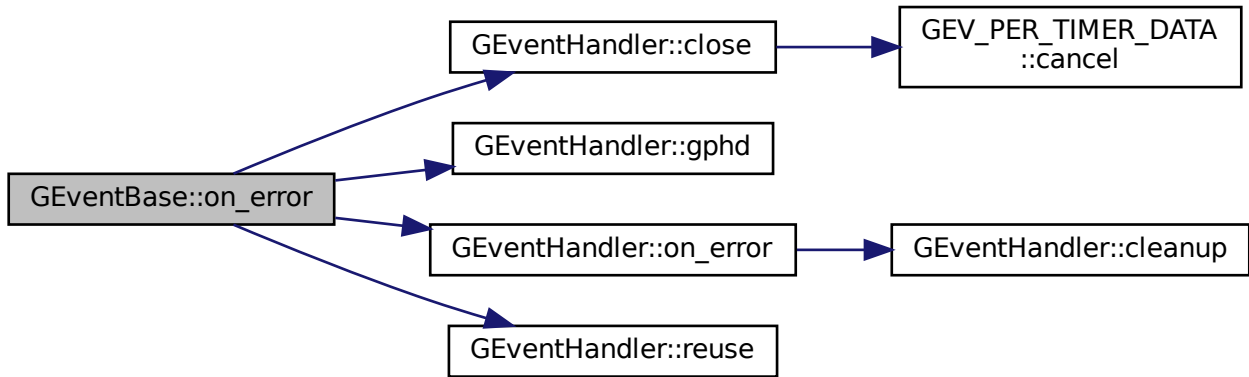 GEventBase::on_error
GEventHandler::close
GEV_PER_TIMER_DATA
::cancel
GEventHandler::gphd
GEventHandler::on_error
GEventHandler::cleanup
GEventHandler::reuse